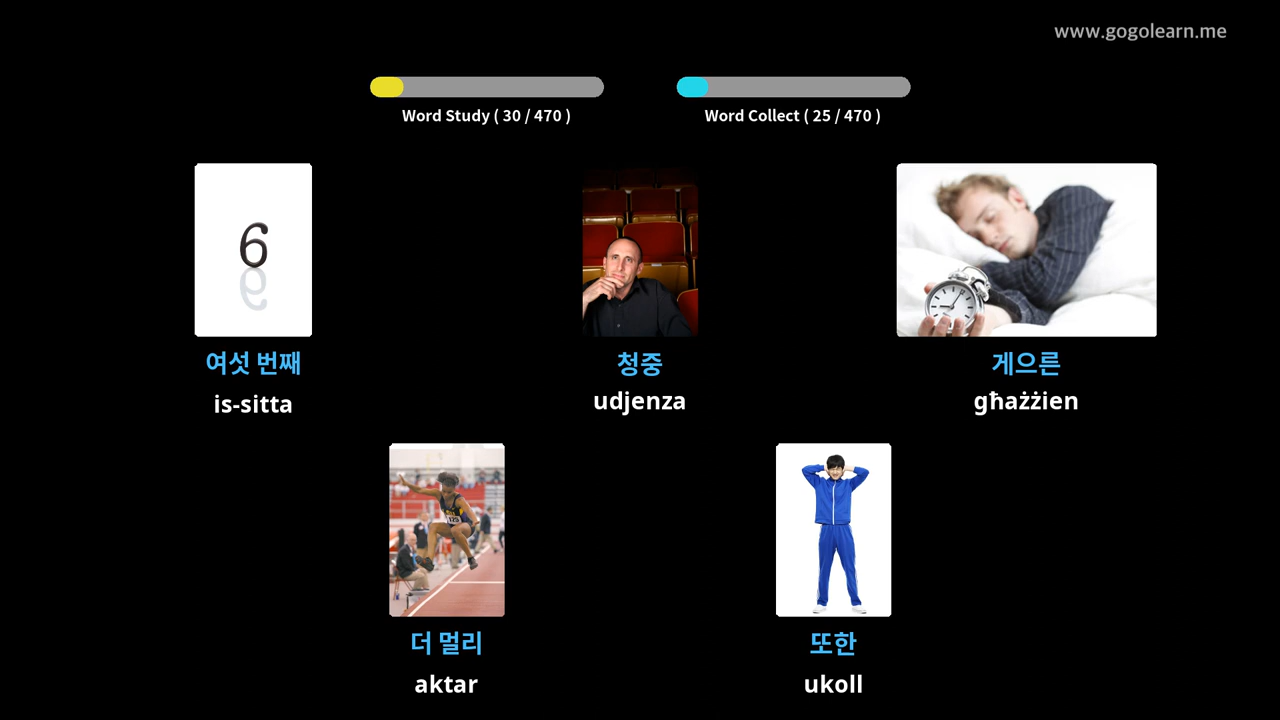 www.gogolearn.me
Word Study ( 30 / 470 )
Word Collect ( 25 / 470 )
6
여섯 번째
is-sitta
청중
udjenza
게으른
għażżien
더 멀리
aktar
또한
ukoll